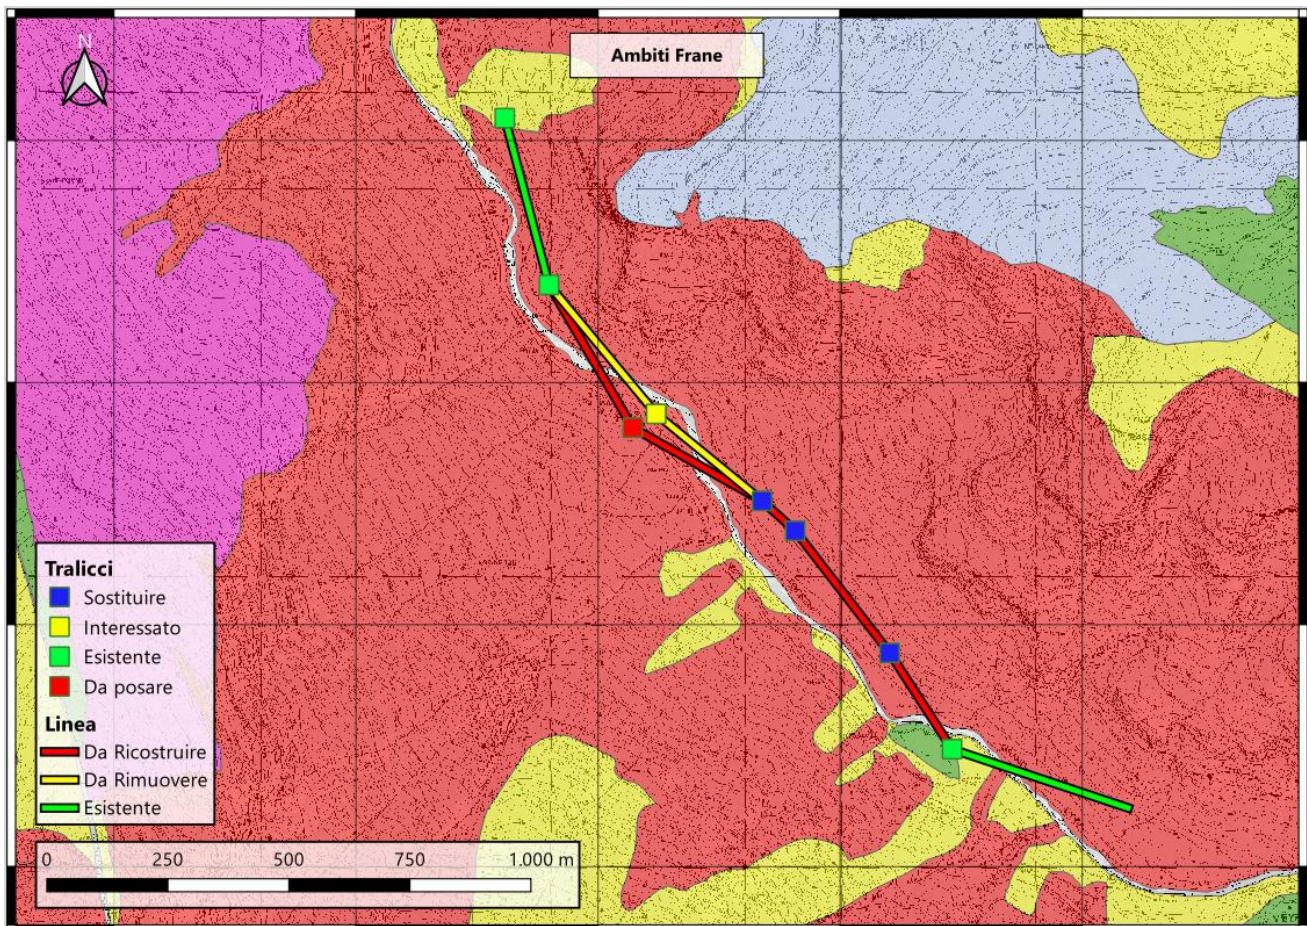 Ambiti Frane
N
Tralicci
Sostituire
Interessato
Esistente
Da posare
Linea
Da Ricostruire
Da Rimuovere
Esistente
0 250 500 750 1.000 m